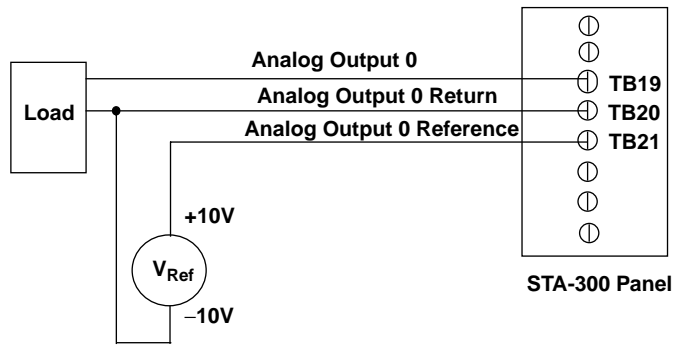 Analog Output 0
TB19
Load
Analog Output 0 Return
TB20
Analog Output 0 Reference
TB21
+10V
VRef
–10V
STA-300 Panel